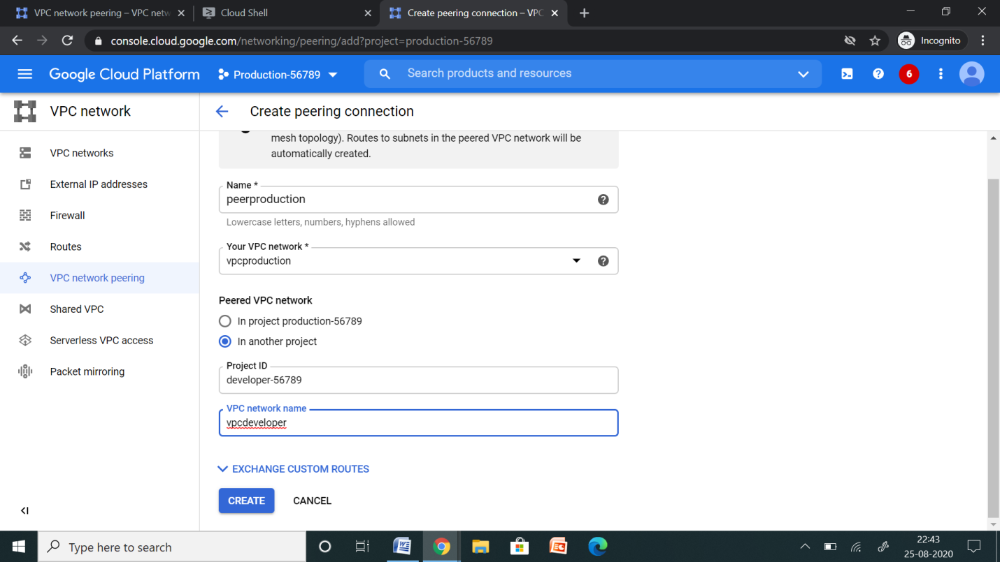 VPC network peering – VPC netw
Cloud Shell
Create peering connection – VPC
console.cloud.google.com/networking/peering/add?project=production-56789
Incognito
Google Cloud Platform
Production-56789
Search products and resources
6
VPC network
Create peering connection
mesh topology). Routes to subnets in the peered VPC network will be
automatically created.
VPC networks
External IP addresses
Firewall
Routes
VPC network peering
Shared VPC
Serverless VPC access
Packet mirroring
Name *
peerproduction
Lowercase letters, numbers, hyphens allowed
Your VPC network *
vpcproduction
Peered VPC network
In project production-56789
In another project
Project ID
developer-56789
VPC network name
vpcdeveloper
EXCHANGE CUSTOM ROUTES
CREATE
CANCEL
Type here to search
22:43
25-08-2020